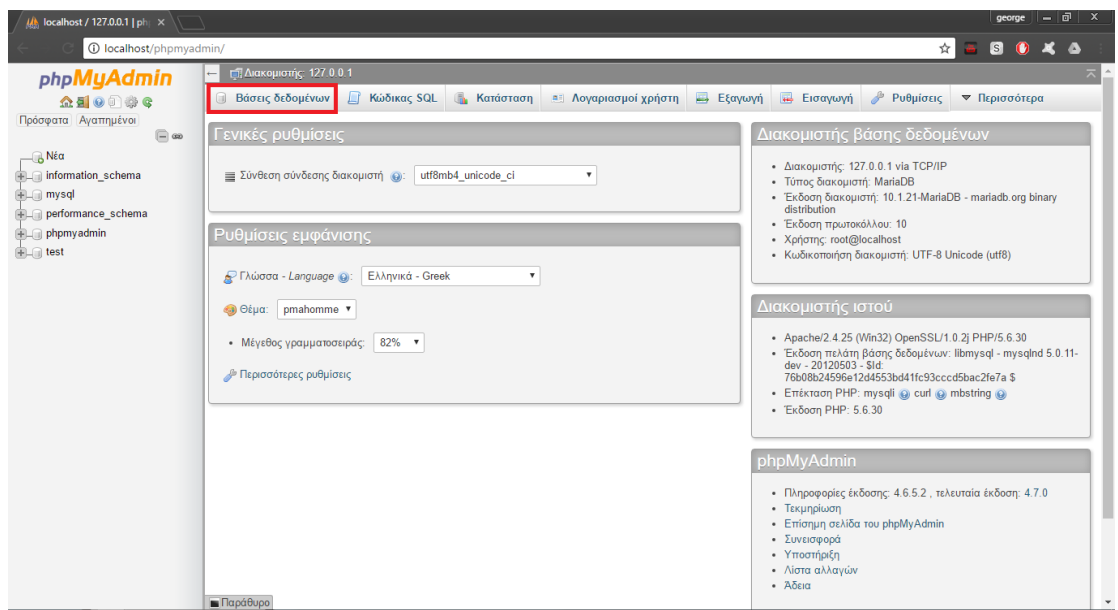 localhost / 127.0.0.1 | ph
george
localhost/phpmyadmin/
S
phpMyAdmin
Πρόσφατα Αγαπημένοι
Νέα
information_schema
mysql
performance_schema
phpmyadmin
test
Διακομιστής: 127.0.0.1
Βάσεις δεδομένων Κώδικας SQL Κατάσταση Λογαριασμοί χρήστη Εξαγωγή Εισαγωγή Ρυθμίσεις Περισσότερα
Γενικές ρυθμίσεις
Σύνθεση σύνδεσης διακομιστή : utf8mb4_unicode_ci
Ρυθμίσεις εμφάνισης
Γλώσσα - Language : Ελληνικά - Greek
Θέμα: pmahomme
• Μέγεθος γραμματοσειράς: 82%
Περισσότερες ρυθμίσεις
Διακομιστής βάσης δεδομένων
• Διακομιστής: 127.0.0.1 via TCP/IP
• Τύπος διακομιστή: MariaDB
• Έκδοση διακομιστή: 10.1.21-MariaDB - mariadb.org binary
distribution
• Έκδοση πρωτοκόλλου: 10
• Χρήστης: root@localhost
• Κωδικοποίηση διακομιστή: UTF-8 Unicode (utf8)
Διακομιστής ιστού
• Apache/2.4.25 (Win32) OpenSSL/1.0.2j PHP/5.6.30
• Έκδοση πελάτη βάσης δεδομένων: libmysql - mysqlnd 5.0.11-
dev - 20120503 - $Id:
76b08b24596e12d4553bd41fc93cccd5bac2fe7a $
• Επέκταση PHP: mysqli curl mbstring
• Έκδοση PHP: 5.6.30
phpMyAdmin
• Πληροφορίες έκδοσης: 4.6.5.2 , τελευταία έκδοση: 4.7.0
• Τεκμηρίωση
• Επίσημη σελίδα του phpMyAdmin
• Συνεισφορά
• Υποστήριξη
• Λίστα αλλαγών
• Άδεια
Παράθυρο